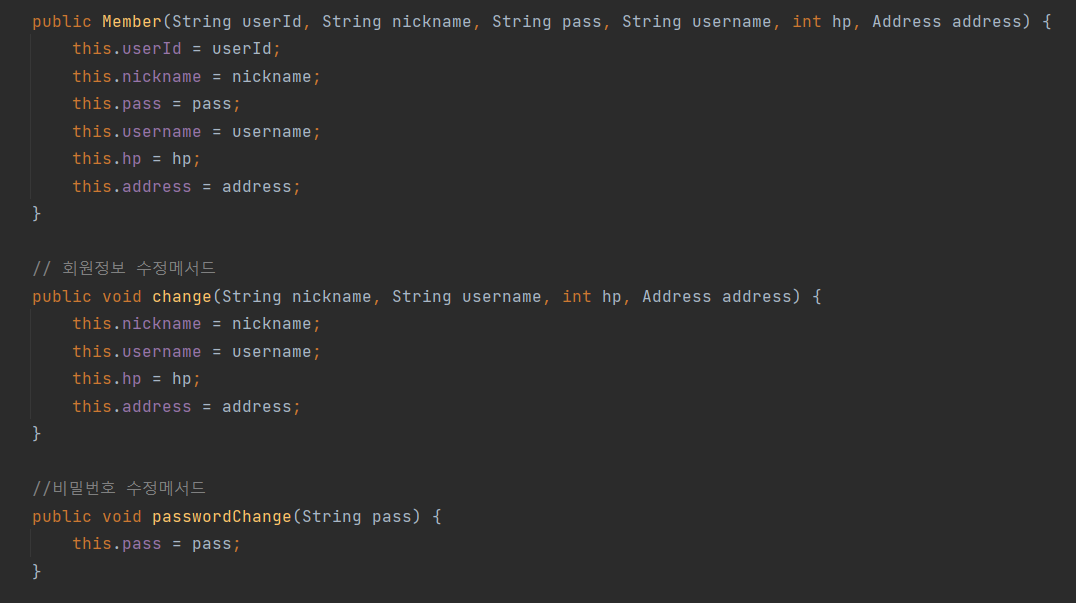 public Member(String userId, String nickname, String pass, String username, int hp, Address address) {
this.userId = userId;
this.nickname = nickname;
this.pass = pass;
this.username = username;
this.hp = hp;
this.address = address;
}
// 회원정보 수정메서드
public void change(String nickname, String username, int hp, Address address) {
this.nickname = nickname;
this.username = username;
this.hp = hp;
this.address = address;
}
//비밀번호 수정메서드
public void passwordChange(String pass) {
this.pass = pass;
}